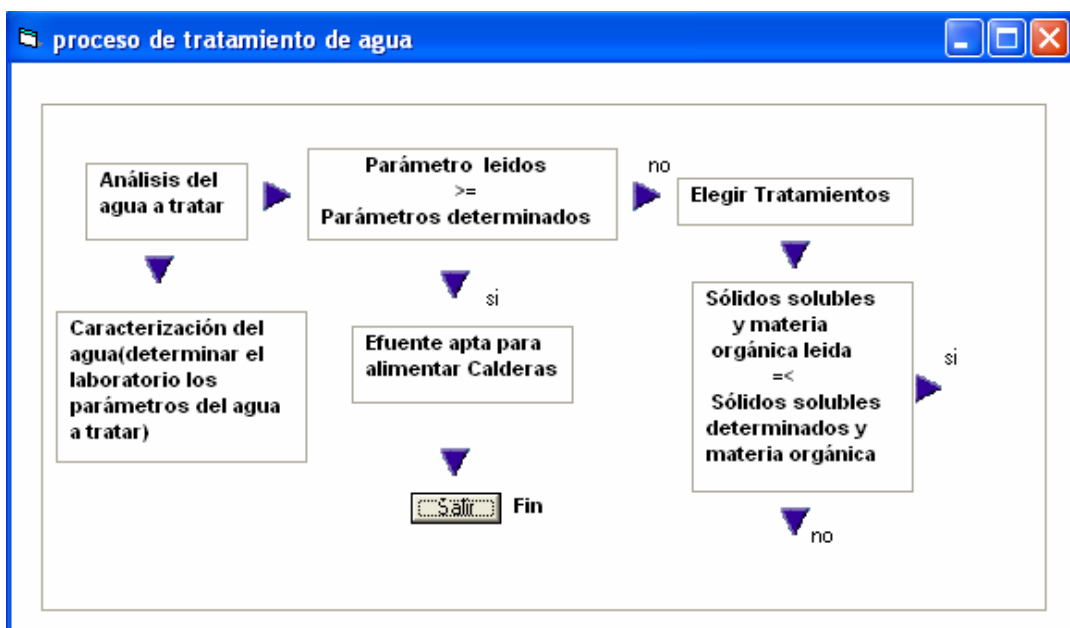 proceso de tratamiento de agua
Análisis del
agua a tratar
Parámetro leidos
>=
Parámetros determinados
no
Elegir Tratamientos
Caracterización del
agua(determinar el
laboratorio los
parámetros del agua
a tratar)
si
Efuente apta para
alimentar Calderas
Sólidos solubles
y materia
orgánica leida
=<
Sólidos solubles
determinados y
materia orgánica
si
Salir
Fin
no